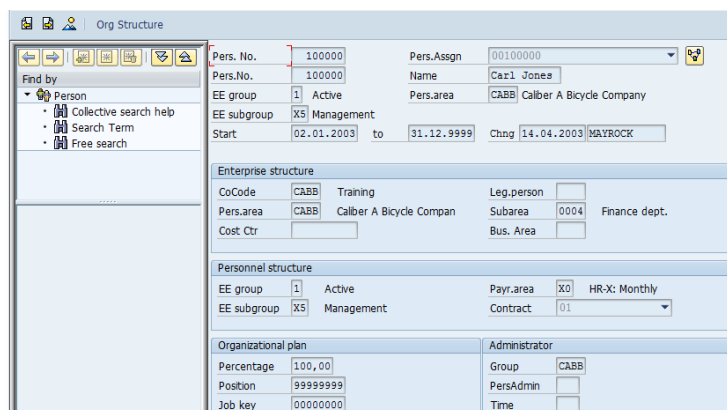 Org Structure
Find by
Person
Collective search help
Search Term
Free search
Pers. No. 100000 Pers.Assgn 00100000
Pers.No. 100000 Name Carl Jones
EE group 1 Active Pers.area CABB Caliber A Bicycle Company
EE subgroup X5 Management
Start 02.01.2003 to 31.12.9999 Chng 14.04.2003 MAYROCK
Enterprise structure
CoCode CABB Training Leg.person
Pers.area CABB Caliber A Bicycle Compan Subarea 0004 Finance dept.
Cost Ctr Bus. Area
Personnel structure
EE group 1 Active Payr.area X0 HR-X: Monthly
EE subgroup X5 Management Contract 01
Organizational plan Administrator
Percentage 100,00 Group CABB
Position 99999999 PersAdmin
Job key 00000000 Time